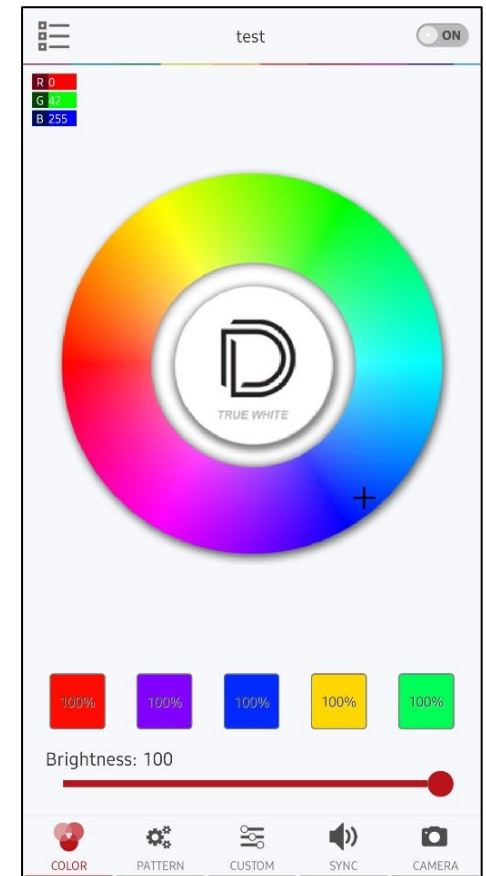 test
ON
R 0
G 42
B 255
D
TRUE WHITE
100% 100% 100% 100% 100%
Brightness: 100
COLOR PATTERN CUSTOM SYNC CAMERA